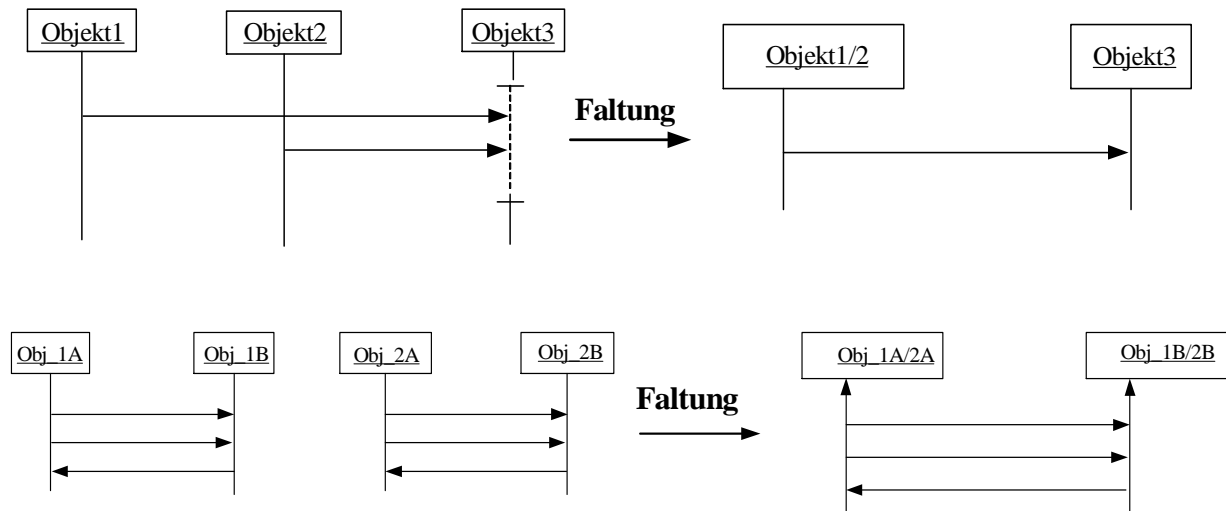 Objekt1
Objekt2
Objekt3
Objekt1/2
Objekt3
Faltung
Obj_1A
Obj_1B
Obj_2A
Obj_2B
Obj_1A/2A
Obj_1B/2B
Faltung